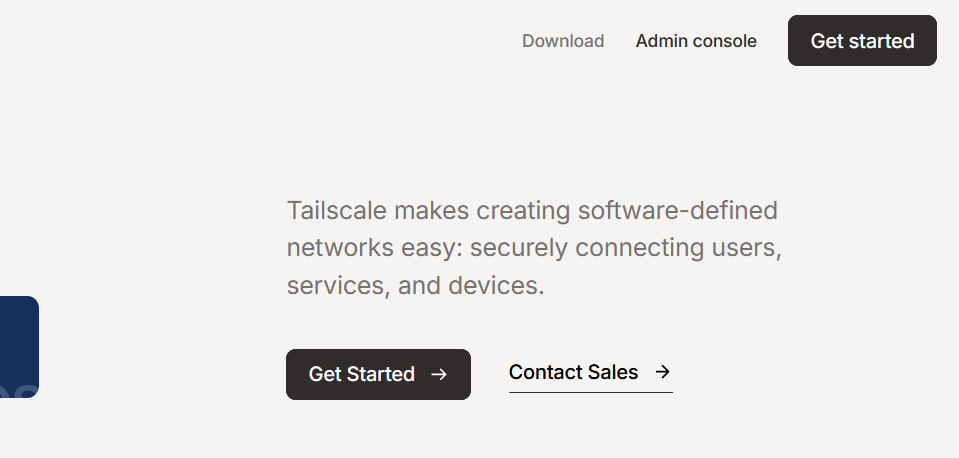 Download
Admin console
Get started
Tailscale makes creating software-defined
networks easy: securely connecting users,
services, and devices.
Get Started →
Contact Sales →